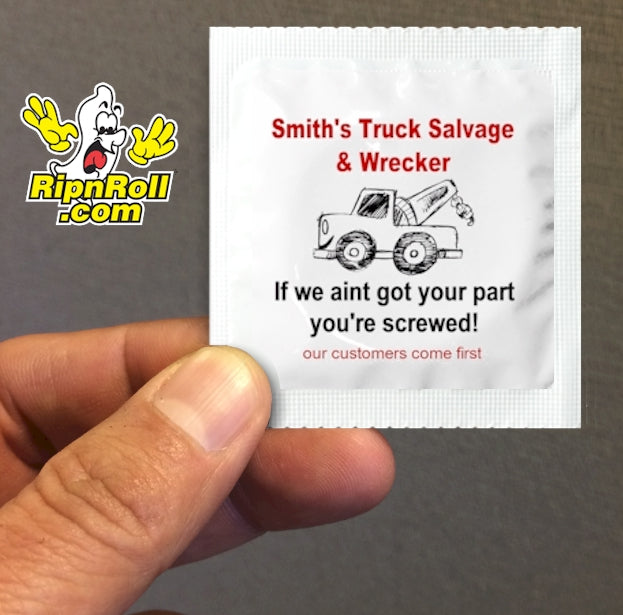 RipnRoll
.com
Smith's Truck Salvage
& Wrecker
If we aint got your part
you're screwed!
our customers come first